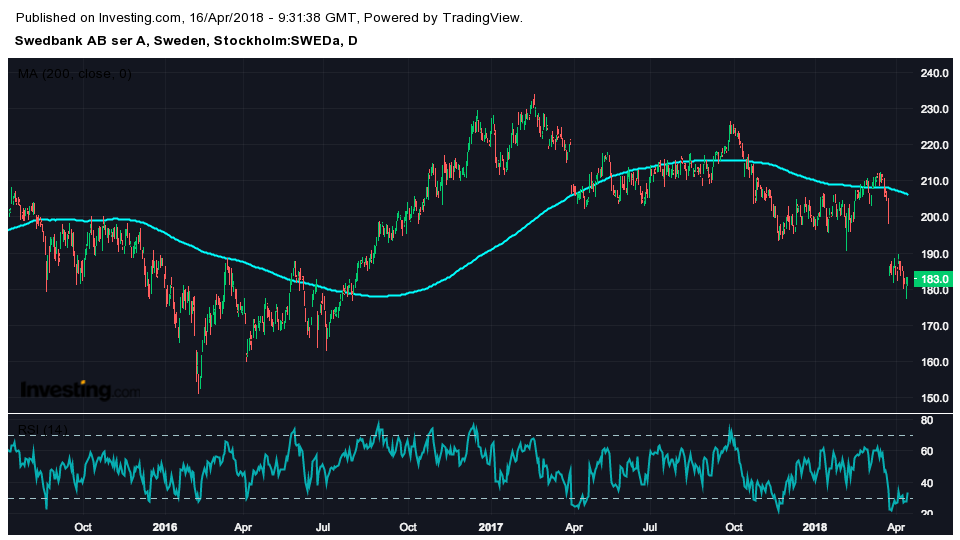 Published on Investing.com, 16/Apr/2018 - 9:31:38 GMT, Powered by TradingView.
Swedbank AB ser A, Sweden, Stockholm:SWEDa, D
MA (200, close, 0)
240.0
230.0
220.0
210.0
200.0
190.0
183.0
180.0
170.0
160.0
150.0
Investing.com
RSI (14)
80
60
40
20
Oct 2016 Apr Jul Oct 2017 Apr Jul Oct 2018 Apr